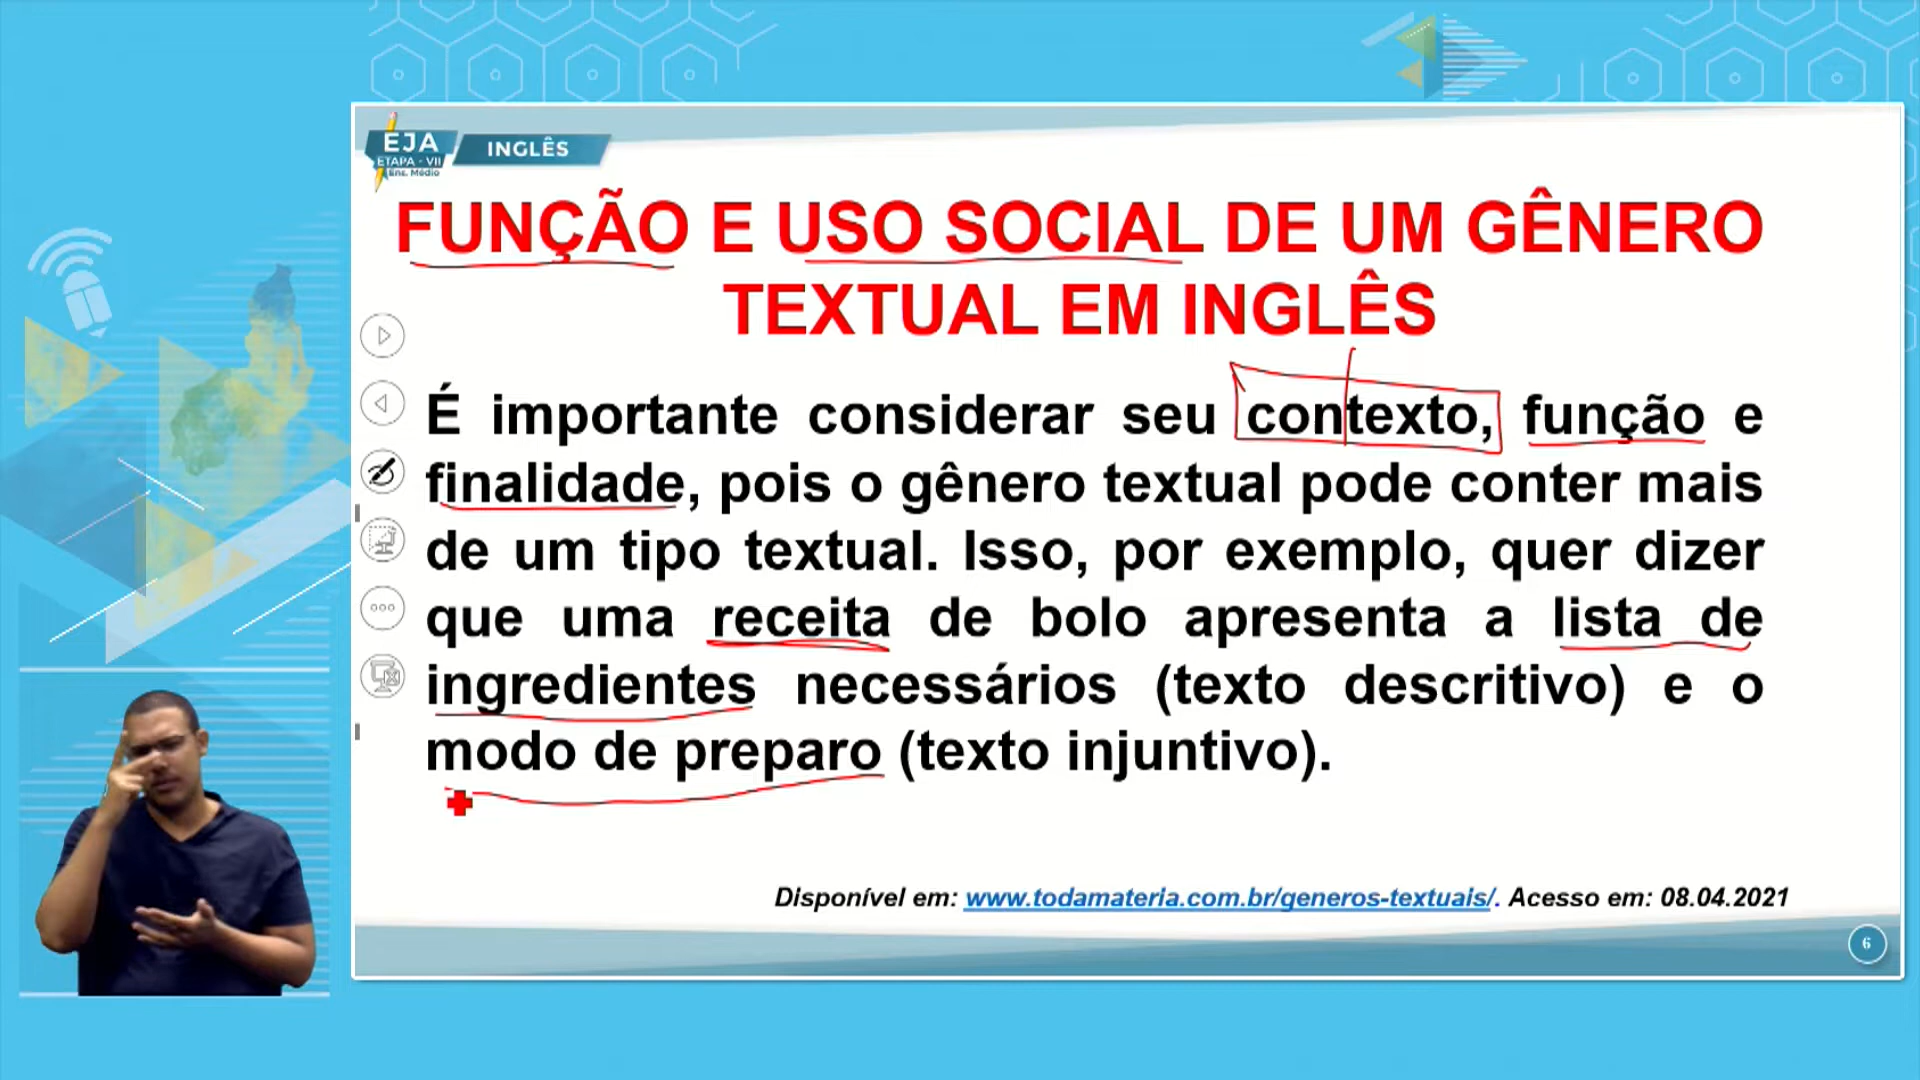 EJA
ETAPA - VII
Ens. Médio
INGLÊS
FUNÇÃO E USO SOCIAL DE UM GÊNERO
TEXTUAL EM INGLÊS
É importante considerar seu contexto, função e
finalidade, pois o gênero textual pode conter mais
de um tipo textual. Isso, por exemplo, quer dizer
que uma receita de bolo apresenta a lista de
ingredientes necessários (texto descritivo) e o
modo de preparo (texto injuntivo).
Disponível em: www.todamateria.com.br/generos-textuais/. Acesso em: 08.04.2021
6